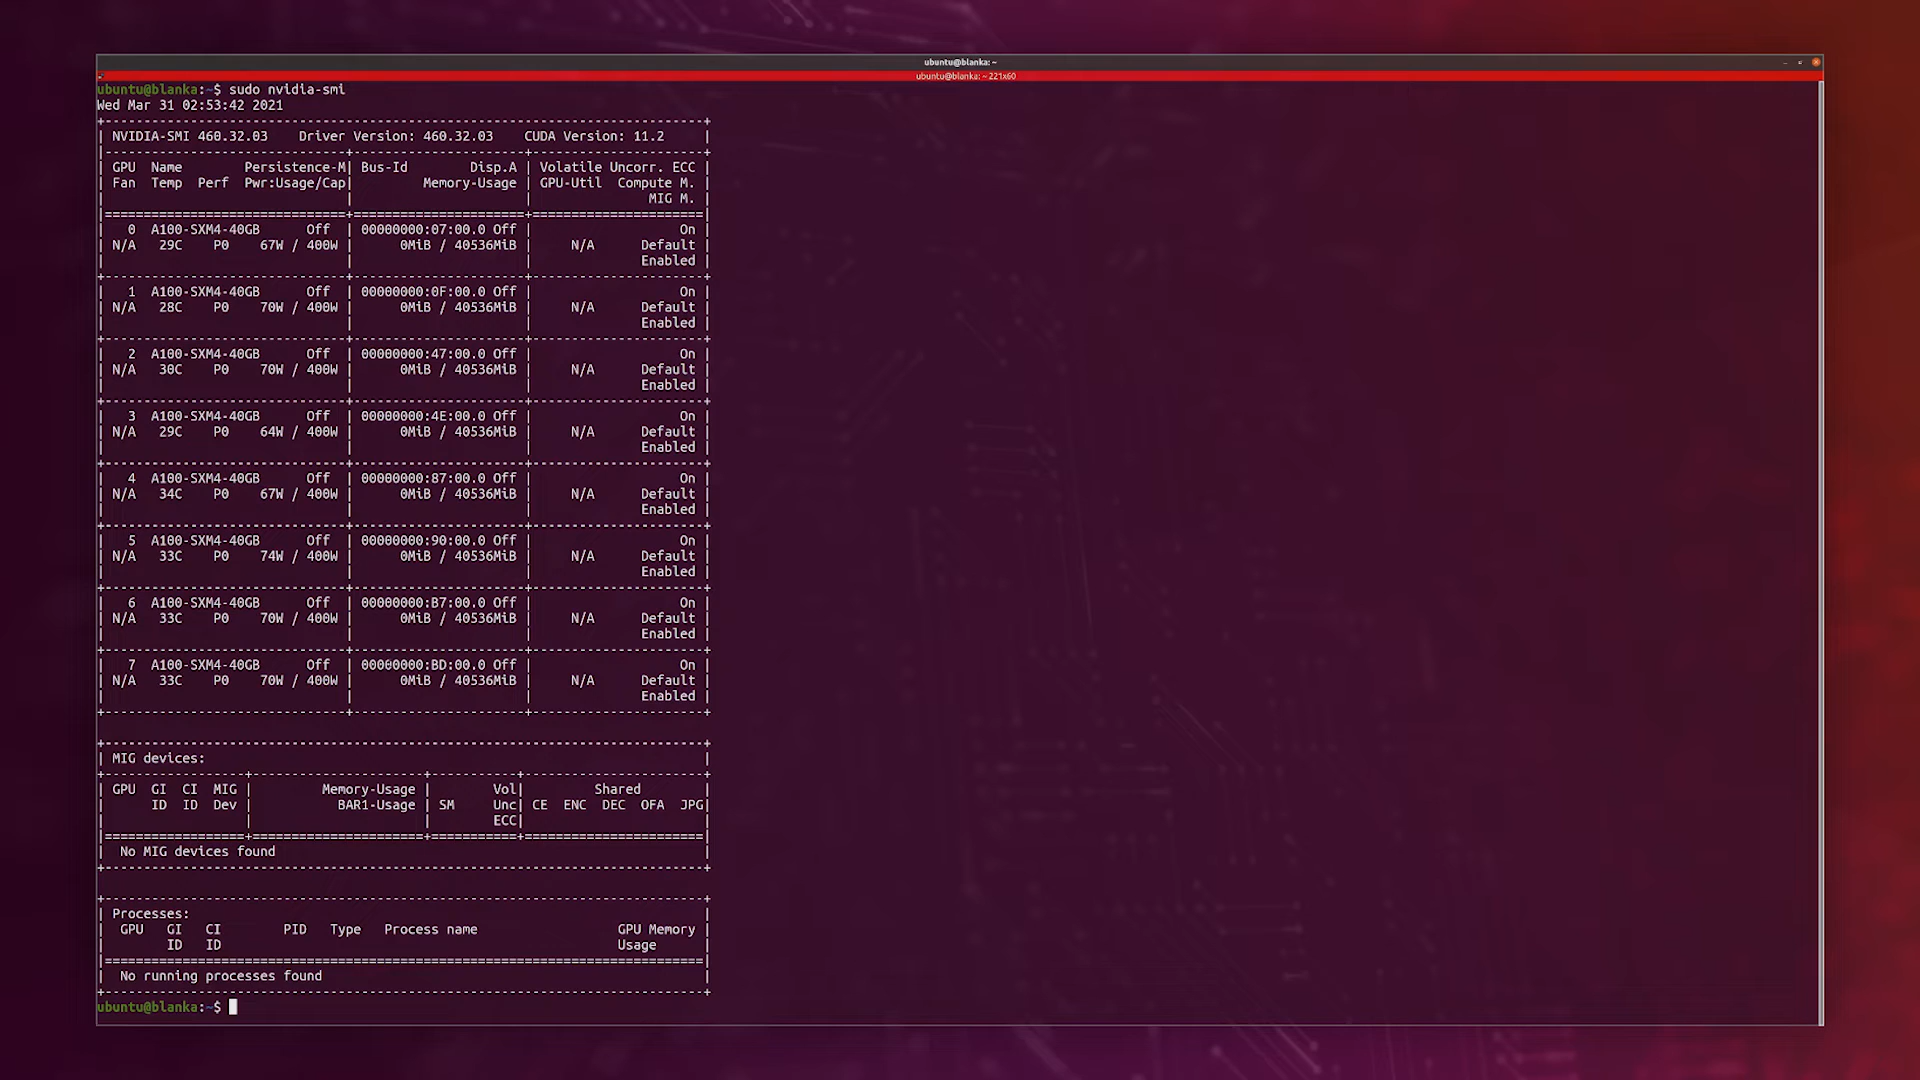 ubuntu@blanka: ~
ubuntu@blanka: ~ 221x60
ubuntu@blanka:~$ sudo nvidia-smi
Wed Mar 31 02:53:42 2021
+-----------------------------------------------------------------------------+
| NVIDIA-SMI 460.32.03    Driver Version: 460.32.03    CUDA Version: 11.2     |
|-------------------------------+----------------------+----------------------+
| GPU  Name        Persistence-M| Bus-Id        Disp.A | Volatile Uncorr. ECC |
| Fan  Temp  Perf  Pwr:Usage/Cap|         Memory-Usage | GPU-Util  Compute M. |
|                               |                      |               MIG M. |
|===============================+======================+======================|
|   0  A100-SXM4-40GB      Off  | 00000000:07:00.0 Off |                   On |
| N/A   29C    P0    67W / 400W |      0MiB / 40536MiB |     N/A      Default |
|                               |                      |              Enabled |
+-------------------------------+----------------------+----------------------+
|   1  A100-SXM4-40GB      Off  | 00000000:0F:00.0 Off |                   On |
| N/A   28C    P0    70W / 400W |      0MiB / 40536MiB |     N/A      Default |
|                               |                      |              Enabled |
+-------------------------------+----------------------+----------------------+
|   2  A100-SXM4-40GB      Off  | 00000000:47:00.0 Off |                   On |
| N/A   30C    P0    70W / 400W |      0MiB / 40536MiB |     N/A      Default |
|                               |                      |              Enabled |
+-------------------------------+----------------------+----------------------+
|   3  A100-SXM4-40GB      Off  | 00000000:4E:00.0 Off |                   On |
| N/A   29C    P0    64W / 400W |      0MiB / 40536MiB |     N/A      Default |
|                               |                      |              Enabled |
+-------------------------------+----------------------+----------------------+
|   4  A100-SXM4-40GB      Off  | 00000000:87:00.0 Off |                   On |
| N/A   34C    P0    67W / 400W |      0MiB / 40536MiB |     N/A      Default |
|                               |                      |              Enabled |
+-------------------------------+----------------------+----------------------+
|   5  A100-SXM4-40GB      Off  | 00000000:90:00.0 Off |                   On |
| N/A   33C    P0    74W / 400W |      0MiB / 40536MiB |     N/A      Default |
|                               |                      |              Enabled |
+-------------------------------+----------------------+----------------------+
|   6  A100-SXM4-40GB      Off  | 00000000:B7:00.0 Off |                   On |
| N/A   33C    P0    70W / 400W |      0MiB / 40536MiB |     N/A      Default |
|                               |                      |              Enabled |
+-------------------------------+----------------------+----------------------+
|   7  A100-SXM4-40GB      Off  | 00000000:BD:00.0 Off |                   On |
| N/A   33C    P0    70W / 400W |      0MiB / 40536MiB |     N/A      Default |
|                               |                      |              Enabled |
+-------------------------------+----------------------+----------------------+

+-----------------------------------------------------------------------------+
| MIG devices:                                                                |
+------------------+----------------------+-----------+-----------------------+
| GPU  GI  CI  MIG |         Memory-Usage |        Vol|         Shared        |
|      ID  ID  Dev |           BAR1-Usage | SM     Unc| CE  ENC  DEC  OFA  JPG|
|                  |                      |        ECC|                       |
|==================+======================+===========+=======================|
|  No MIG devices found                                                       |
+-----------------------------------------------------------------------------+

+-----------------------------------------------------------------------------+
| Processes:                                                                  |
|  GPU   GI   CI        PID   Type   Process name                  GPU Memory |
|        ID   ID                                                   Usage      |
|=============================================================================|
|  No running processes found                                                 |
+-----------------------------------------------------------------------------+
ubuntu@blanka:~$